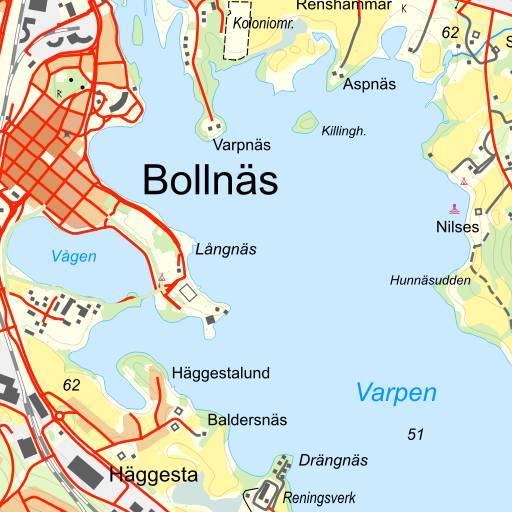 Renshammar
Koloniomr.
K
62
S
Aspnäs
Killingh.
Varpnäs
Bollnäs
Nilses
Långnäs
Vågen
Hunnäsudden
Häggestalund
62
Varpen
Baldersnäs
51
Drängnäs
Häggesta
Reningsverk